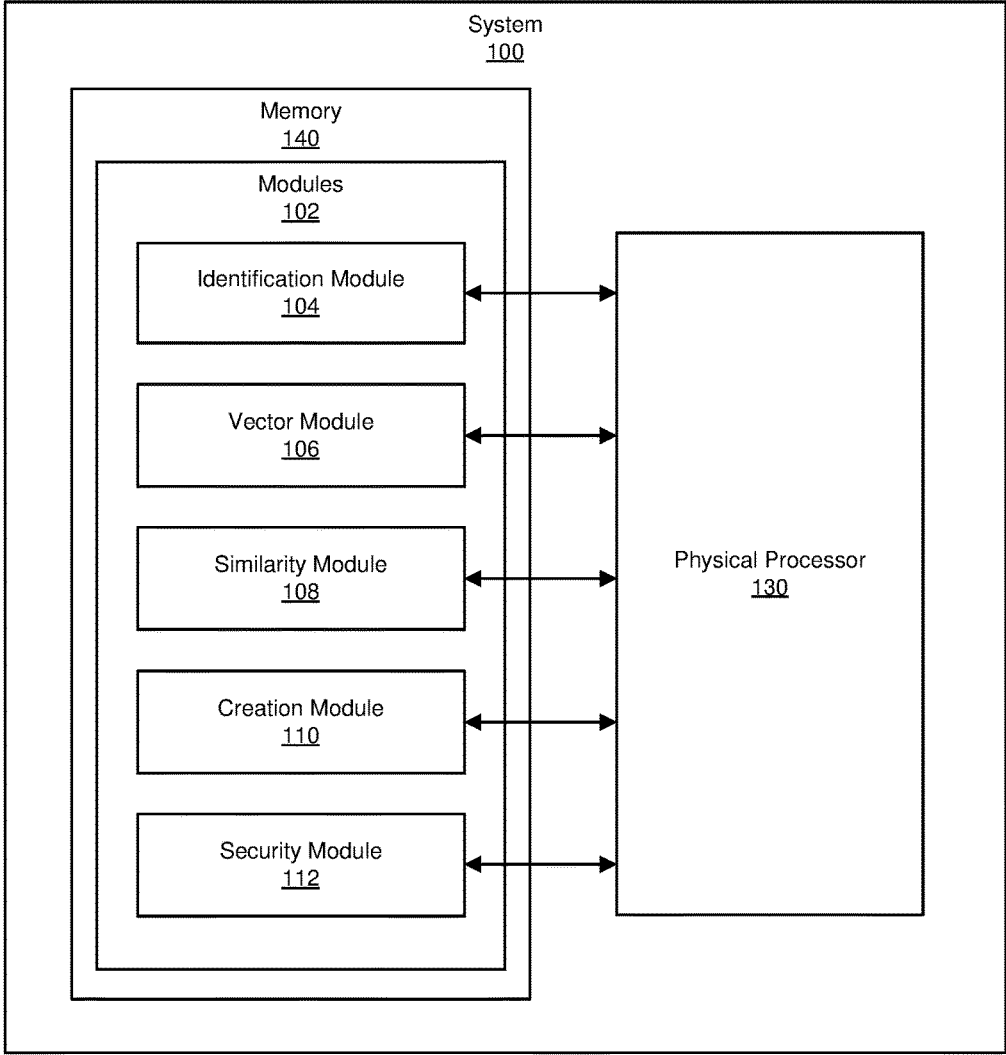 System
100
Memory
140
Modules
102
Identification Module
104
Vector Module
106
Similarity Module
108
Creation Module
110
Security Module
112
Physical Processor
130